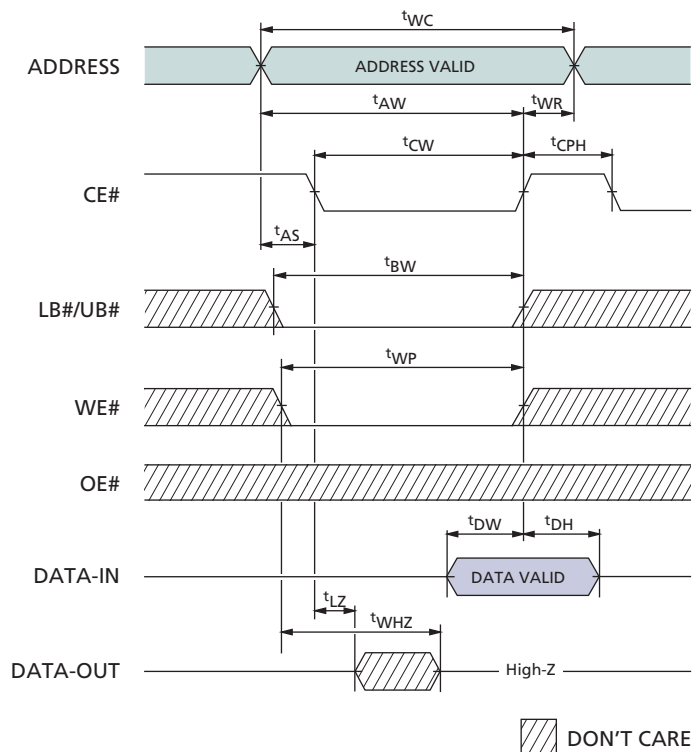 tWC
ADDRESS
ADDRESS VALID
tAW
tWR
tCW
tCPH
CE#
tAS
tBW
LB#/UB#
tWP
WE#
OE#
tDW
tDH
DATA-IN
DATA VALID
tLZ
tWHZ
DATA-OUT
High-Z
DON'T CARE